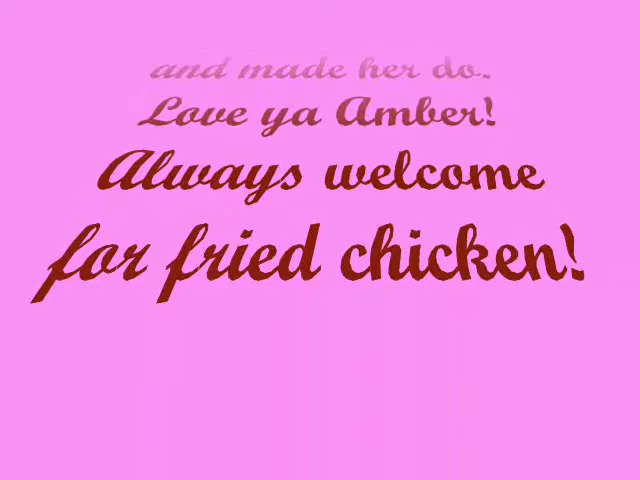 and made her do.
Love ya Amber!
Always welcome
for fried chicken!